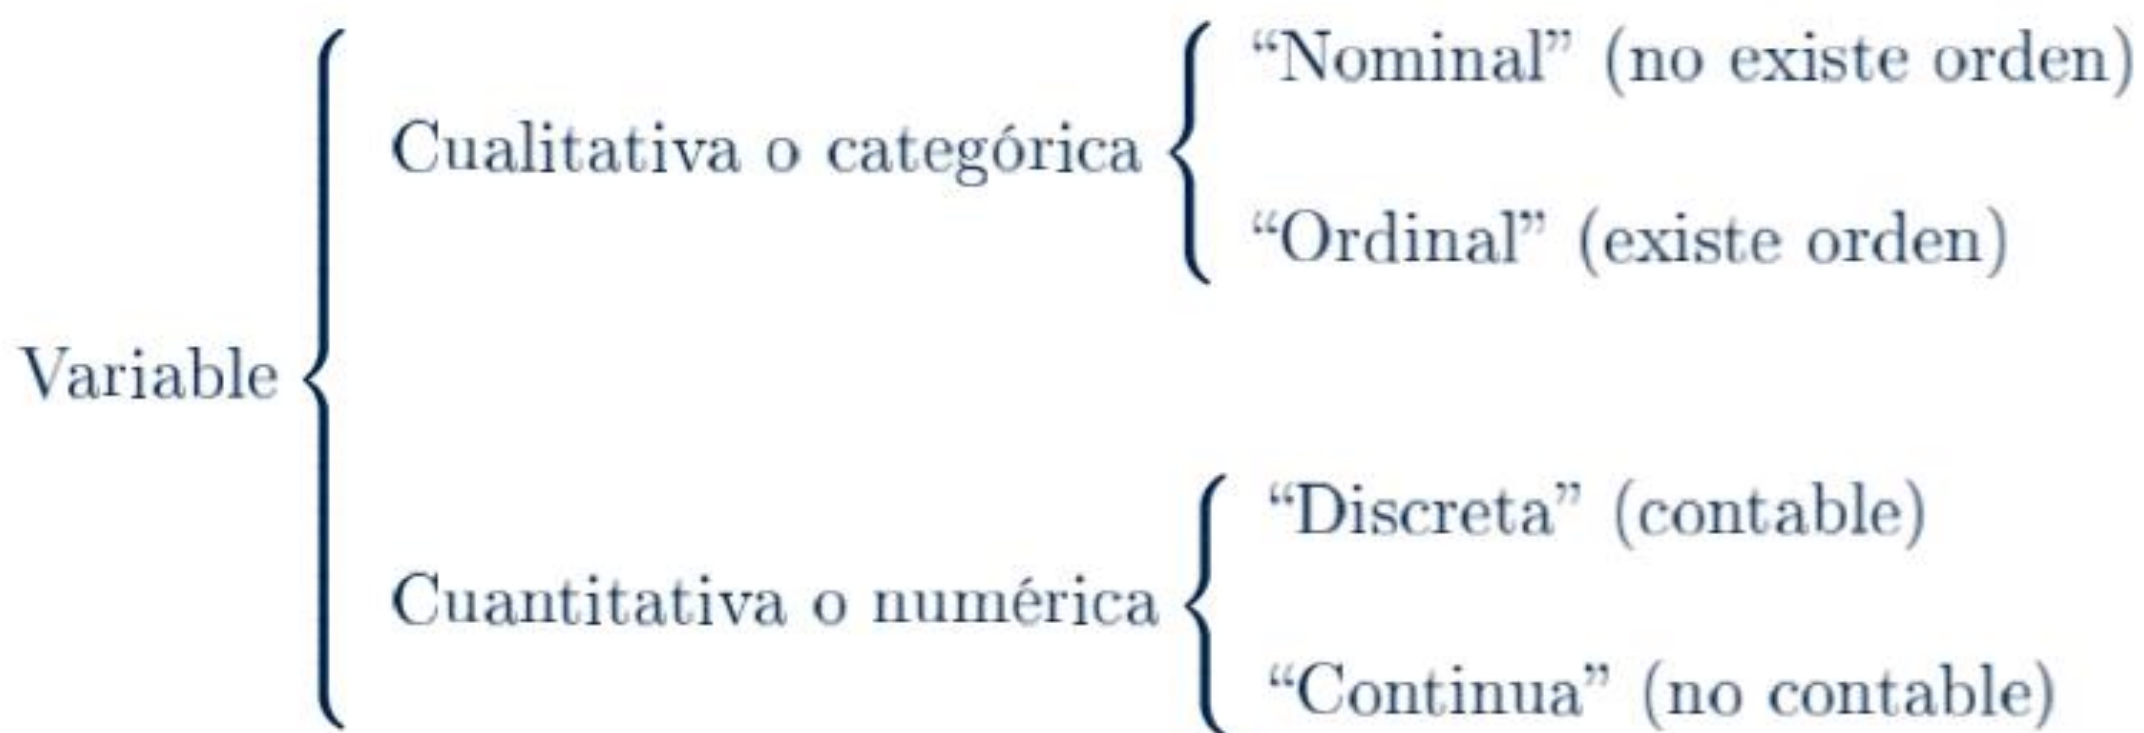 “Nominal” (no existe orden)
Cualitativa o categórica
“Ordinal” (existe orden)
Variable
“Discreta” (contable)
Cuantitativa o numérica
“Continua” (no contable)